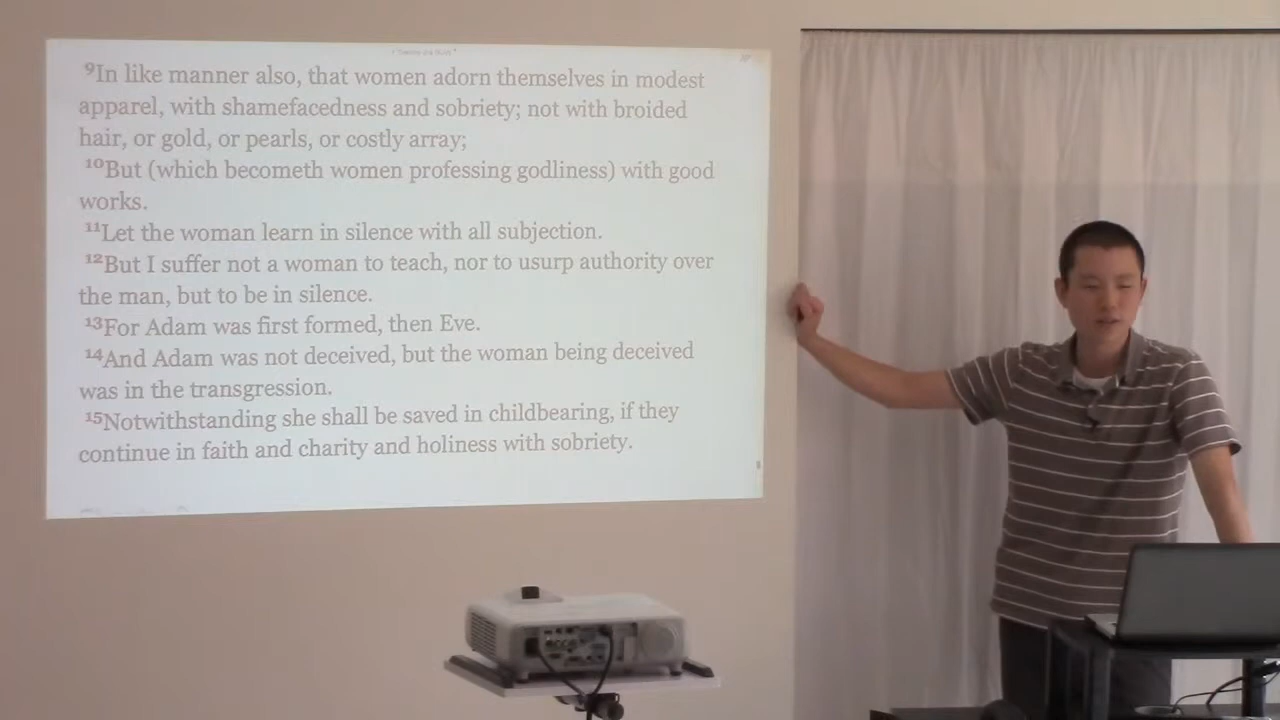 ⁹In like manner also, that women adorn themselves in modest
apparel, with shamefacedness and sobriety; not with broided
hair, or gold, or pearls, or costly array;
¹⁰But (which becometh women professing godliness) with good
works.
¹¹Let the woman learn in silence with all subjection.
¹²But I suffer not a woman to teach, nor to usurp authority over
the man, but to be in silence.
¹³For Adam was first formed, then Eve.
¹⁴And Adam was not deceived, but the woman being deceived
was in the transgression.
¹⁵Notwithstanding she shall be saved in childbearing, if they
continue in faith and charity and holiness with sobriety.